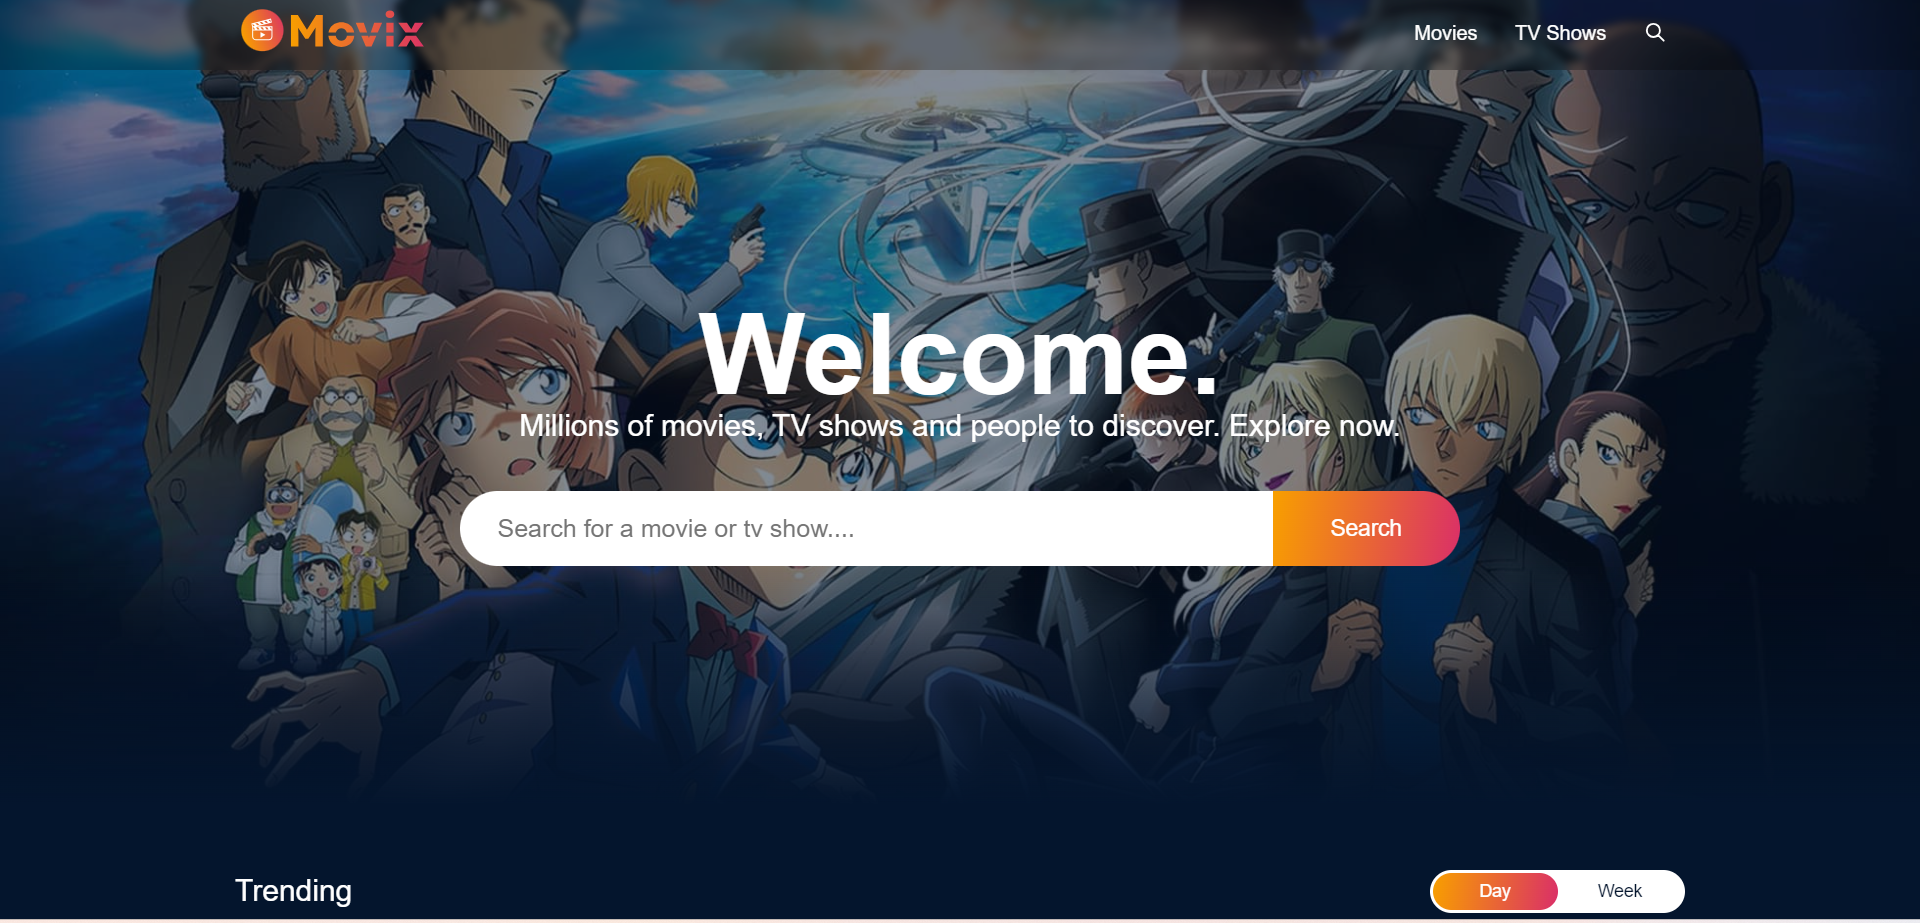 Movix
Movies
TV Shows
Welcome.
Millions of movies, TV shows and people to discover. Explore now.
Search for a movie or tv show....
Search
Trending
Day
Week